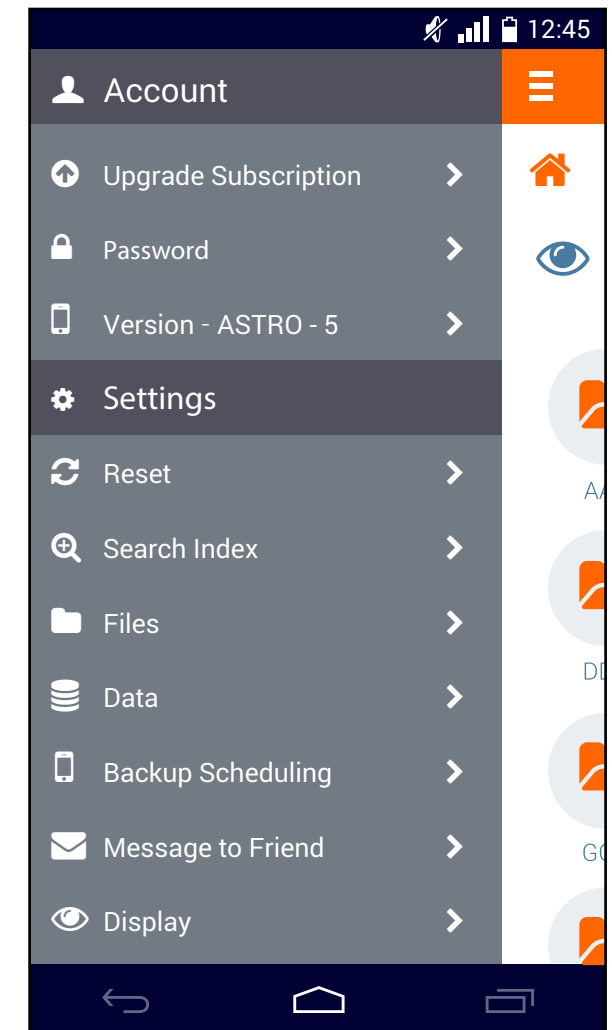 12:45
Account
Upgrade Subscription
Password
Version - ASTRO - 5
Settings
Reset
Search Index
AA
Files
Data
Backup Scheduling
Message to Friend
Display